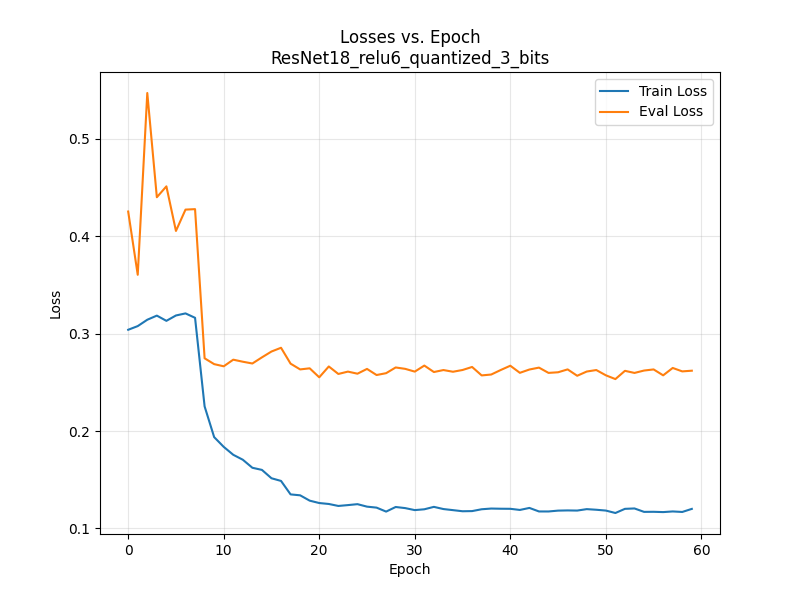 Losses vs. Epoch
ResNet18_relu6_quantized_3_bits
Train Loss
Eval Loss
0.5
0.4
0.3
0.2
0.1
Loss
0 10 20 30 40 50 60
Epoch